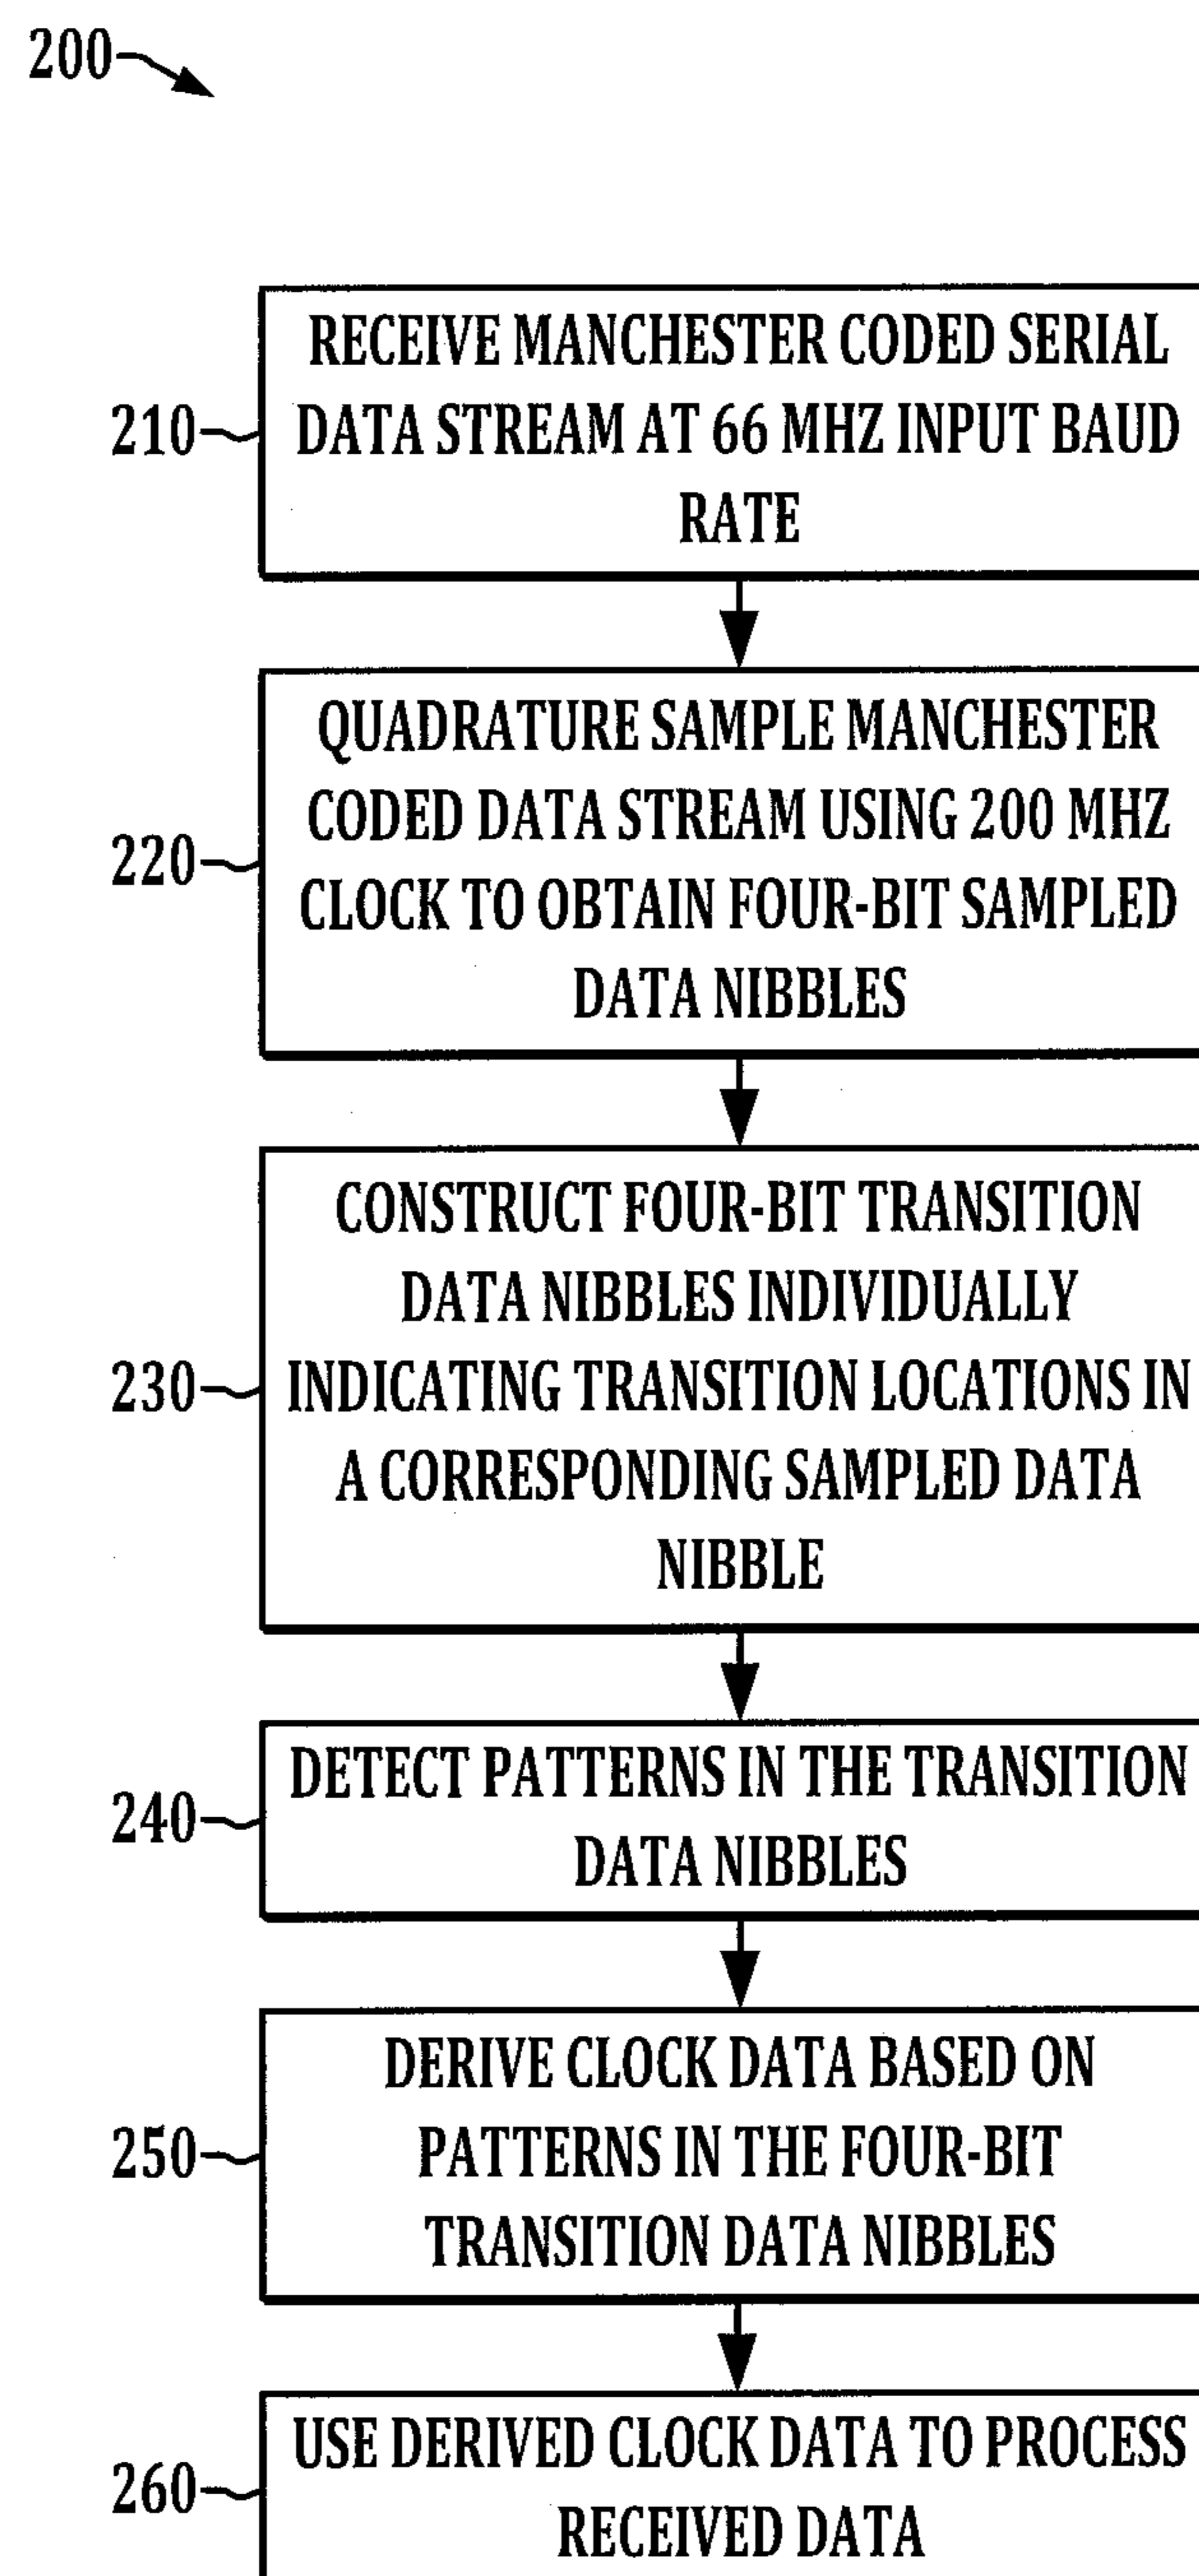 200
RECEIVE MANCHESTER CODED SERIAL
DATA STREAM AT 66 MHZ INPUT BAUD
RATE
210
QUADRATURE SAMPLE MANCHESTER
CODED DATA STREAM USING 200 MHZ
CLOCK TO OBTAIN FOUR-BIT SAMPLED
DATA NIBBLES
220
CONSTRUCT FOUR-BIT TRANSITION
DATA NIBBLES INDIVIDUALLY
INDICATING TRANSITION LOCATIONS IN
A CORRESPONDING SAMPLED DATA
NIBBLE
230
DETECT PATTERNS IN THE TRANSITION
DATA NIBBLES
240
DERIVE CLOCK DATA BASED ON
PATTERNS IN THE FOUR-BIT
TRANSITION DATA NIBBLES
250
USE DERIVED CLOCK DATA TO PROCESS
RECEIVED DATA
260